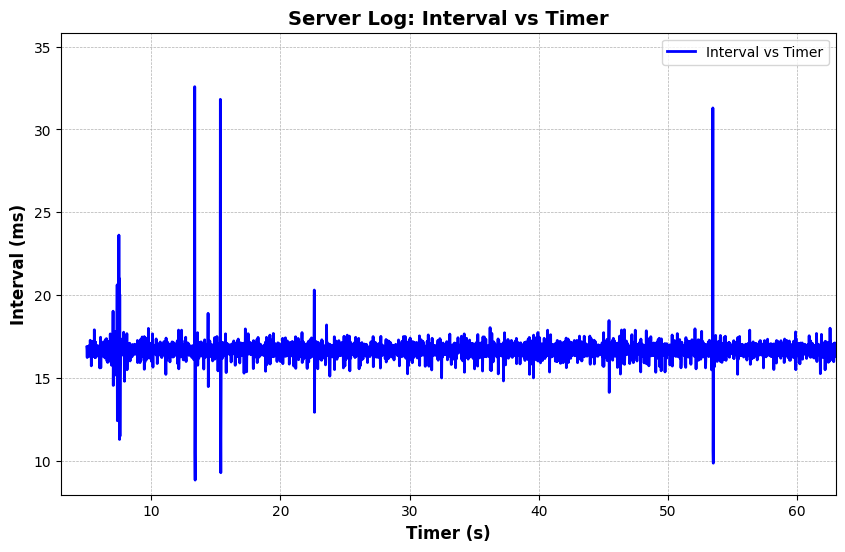 Server Log: Interval vs Timer
Interval vs Timer
35
30
25
20
15
10
Interval (ms)
10 20 30 40 50 60
Timer (s)